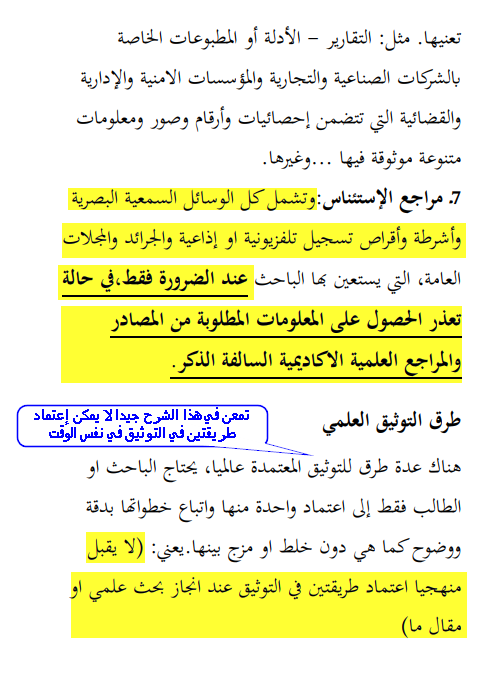 تعنيها. مثل: التقارير – الأدلة أو المطبوعات الخاصة
بالشركات الصناعية والتجارية والمؤسسات الامنية والإدارية
والقضائية التي تتضمن إحصائيات وأرقام وصور ومعلومات
متنوعة موثوقة فيها ...وغيرها.
7. مراجع الإستئناس:وتشمل كل الوسائل السمعية البصرية
وأشرطة وأقراص تسجيل تلفزيونية او إذاعية والجرائد والمجلات
العامة، التي يستعين بها الباحث عند الضرورة فقط،في حالة
تعذر الحصول على المعلومات المطلوبة من المصادر
والمراجع العلمية الاكاديمية السالفة الذكر.
طرق التوثيق العلمي
تمعن في هذا الشرح جيدا لا يمكن إعتماد
طريقتين في التوثيق في نفس الوقت
هناك عدة طرق للتوثيق المعتمدة عالميا، يحتاج الباحث او
الطالب فقط إلى اعتماد واحدة منها واتباع خطواتها بدقة
ووضوح كما هي دون خلط او مزج بينها.يعني: (لا يقبل
منهجيا اعتماد طريقتين في التوثيق عند انجاز بحث علمي او
مقال ما)